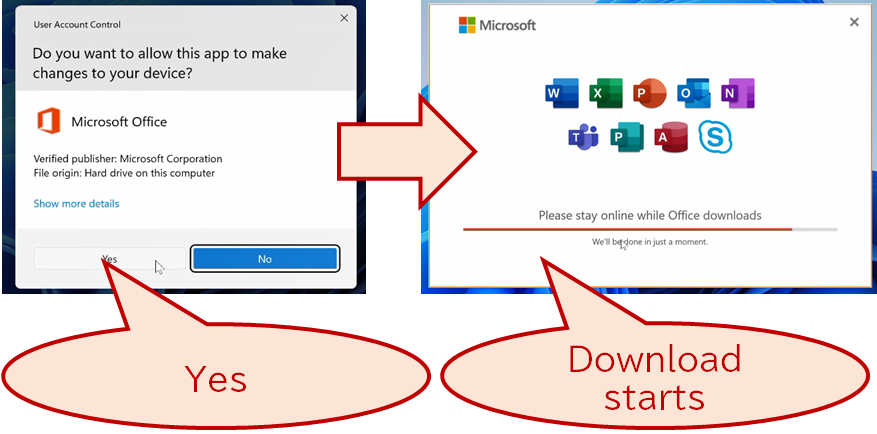 User Account Control
Do you want to allow this app to make
changes to your device?
Microsoft Office
Verified publisher: Microsoft Corporation
File origin: Hard drive on this computer
Show more details
Yes
No
Yes
Microsoft
W X P O N
T P A S
Please stay online while Office downloads
We'll be done in just a moment.
Download
starts